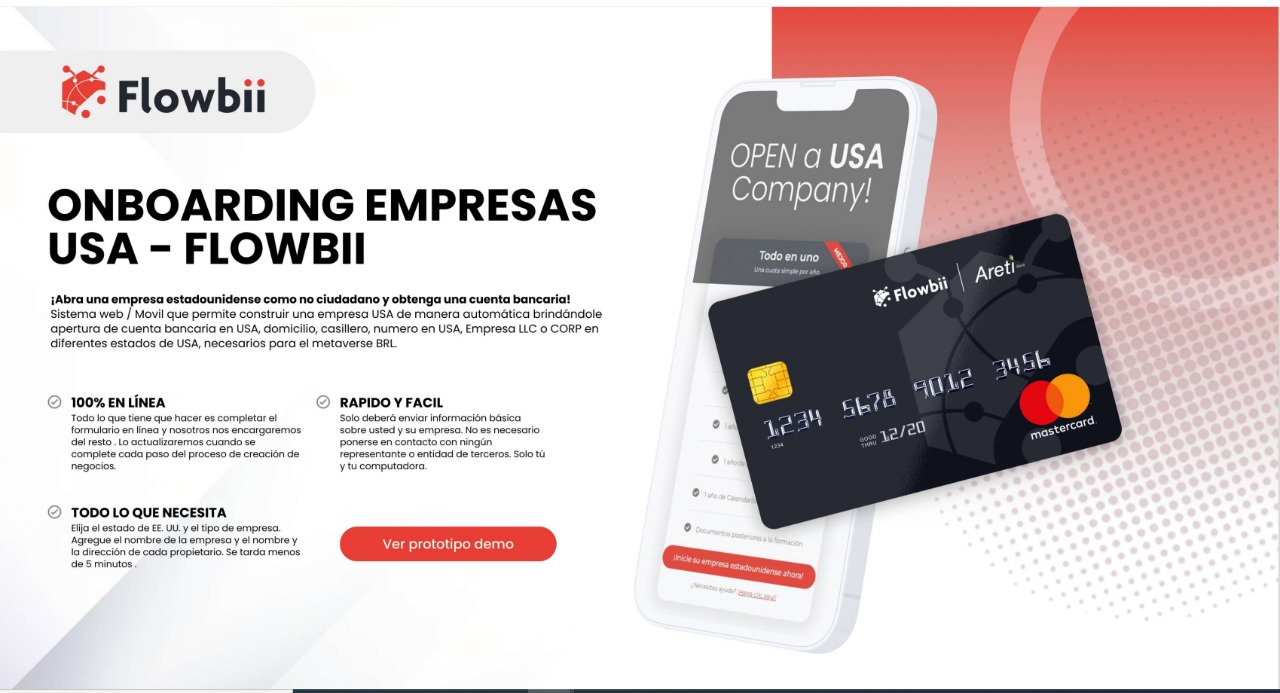 Flowbii
ONBOARDING EMPRESAS
USA - FLOWBII
¡Abra una empresa estadounidense como no ciudadano y obtenga una cuenta bancaria!
Sistema web / Movil que permite construir una empresa USA de manera automática brindándole
apertura de cuenta bancaria en USA, domicilio, casillero, numero en USA, Empresa LLC o CORP en
diferentes estados de USA, necesarios para el metaverse BRL.
100% EN LÍNEA
Todo lo que tiene que hacer es completar el
formulario en línea y nosotros nos encargaremos
del resto . Lo actualizaremos cuando se
complete cada paso del proceso de creación de
negocios.
RAPIDO Y FACIL
Solo deberá enviar información básica
sobre usted y su empresa. No es necesario
ponerse en contacto con ningún
representante o entidad de terceros. Solo tú
y tu computadora.
TODO LO QUE NECESITA
Elija el estado de EE. UU. y el tipo de empresa.
Agregue el nombre de la empresa y el nombre y
la dirección de cada propietario. Se tarda menos
de 5 minutos .
Ver prototipo demo
OPEN a USA
Company!
Todo en uno
Una cuota simple por año
MEJOR
1 año
1 año de
1 año de Calendario
Documentos posteriores a la formación
¡Inicie su empresa estadounidense ahora!
¿Necesitas ayuda? ¡Haga clic aquí!
Flowbii | Areti
1234 5678 9012 3456
1234
GOOD
THRU 12/20
mastercard.